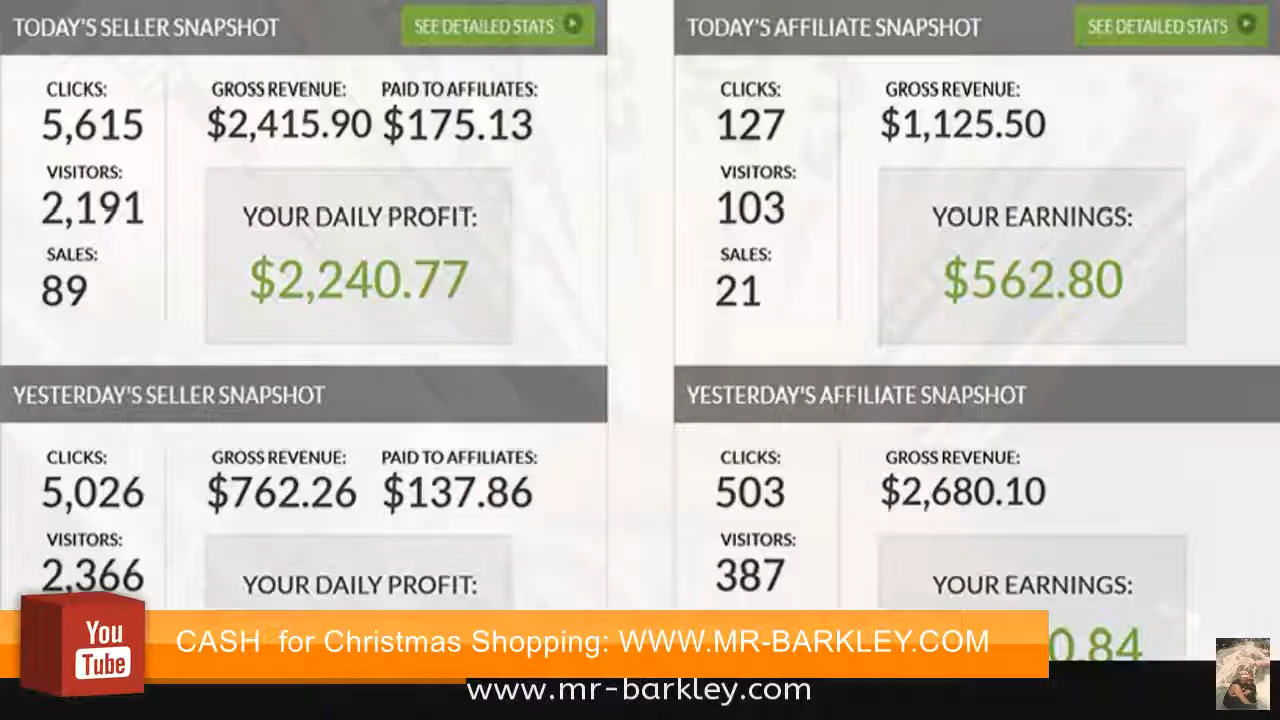 TODAY'S SELLER SNAPSHOT
SEE DETAILED STATS
CLICKS:
5,615
GROSS REVENUE:
$2,415.90
PAID TO AFFILIATES:
$175.13
VISITORS:
2,191
SALES:
89
YOUR DAILY PROFIT:
$2,240.77
TODAY'S AFFILIATE SNAPSHOT
SEE DETAILED STATS
CLICKS:
127
GROSS REVENUE:
$1,125.50
VISITORS:
103
SALES:
21
YOUR EARNINGS:
$562.80
YESTERDAY'S SELLER SNAPSHOT
CLICKS:
5,026
GROSS REVENUE:
$762.26
PAID TO AFFILIATES:
$137.86
VISITORS:
2,366
YOUR DAILY PROFIT:
YESTERDAY'S AFFILIATE SNAPSHOT
CLICKS:
503
GROSS REVENUE:
$2,680.10
VISITORS:
387
YOUR EARNINGS:
0.84
You
Tube
CASH for Christmas Shopping: WWW.MR-BARKLEY.COM
www.mr-barkley.com